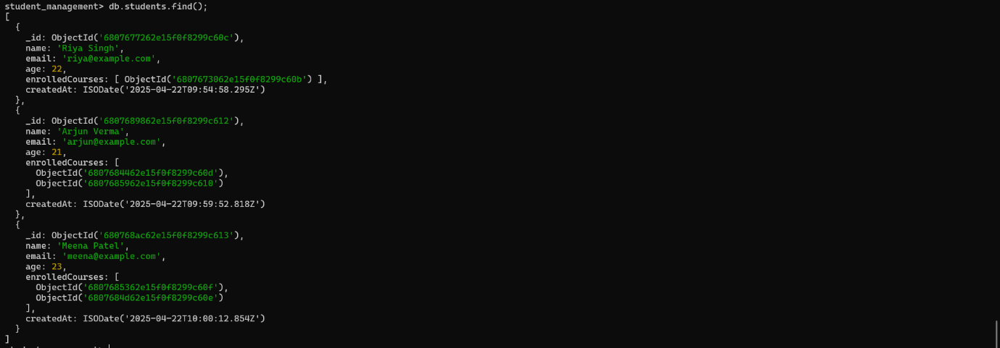 student_management> db.students.find();
[
  {
    _id: ObjectId('6807677262e15f0f8299c60c'),
    name: 'Riya Singh',
    email: 'riya@example.com',
    age: 22,
    enrolledCourses: [ ObjectId('6807673062e15f0f8299c60b') ],
    createdAt: ISODate('2025-04-22T09:54:58.295Z')
  },
  {
    _id: ObjectId('6807689862e15f0f8299c612'),
    name: 'Arjun Verma',
    email: 'arjun@example.com',
    age: 21,
    enrolledCourses: [
      ObjectId('6807684462e15f0f8299c60d'),
      ObjectId('6807685962e15f0f8299c610')
    ],
    createdAt: ISODate('2025-04-22T09:59:52.818Z')
  },
  {
    _id: ObjectId('680768ac62e15f0f8299c613'),
    name: 'Meena Patel',
    email: 'meena@example.com',
    age: 23,
    enrolledCourses: [
      ObjectId('6807685362e15f0f8299c60f'),
      ObjectId('6807684d62e15f0f8299c60e')
    ],
    createdAt: ISODate('2025-04-22T10:00:12.854Z')
  }
]